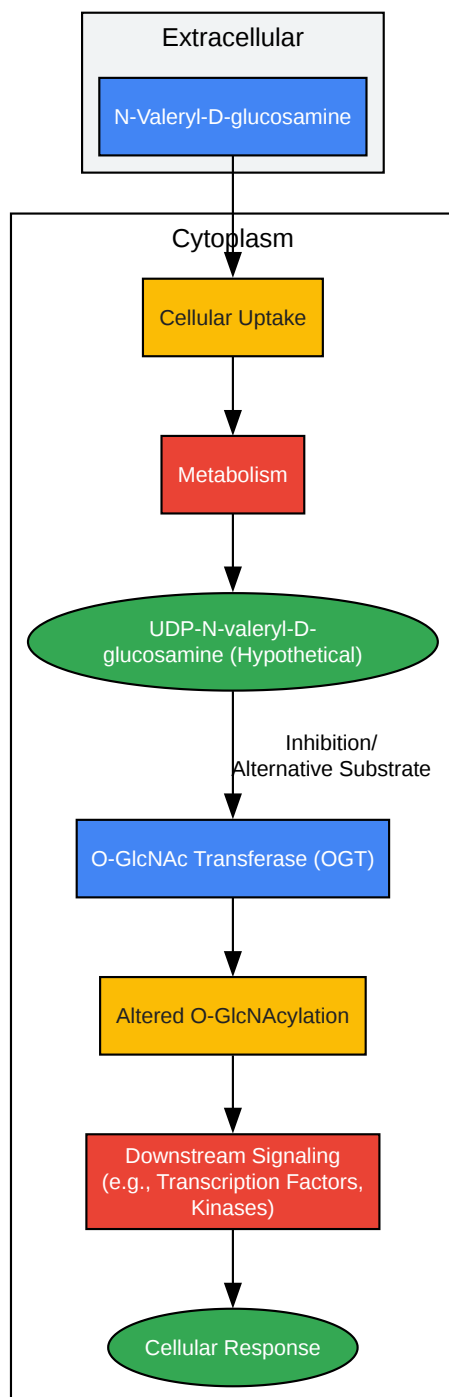 Extracellular
N-Valeryl-D-glucosamine
Cytoplasm
Cellular Uptake
Metabolism
UDP-N-valeryl-D-
glucosamine (Hypothetical)
Inhibition/
Alternative Substrate
O-GlcNAc Transferase (OGT)
Altered O-GlcNAcylation
Downstream Signaling
(e.g., Transcription Factors,
Kinases)
Cellular Response